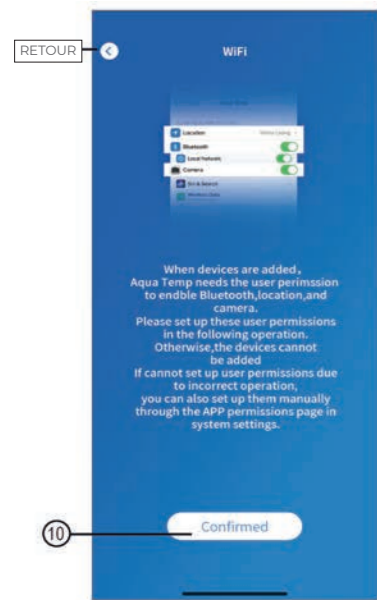 RETOUR
WiFi
Location
Bluetooth
Local Network
Camera
Siri & Search
When devices are added,
Aqua Temp needs the user perimssion
to endble Bluetooth,location,and
camera.
Please set up these user permissions
in the following operation.
Otherwise,the devices cannot
be added
If cannot set up user permissions due
to incorrect operation,
you can also set up them manually
through the APP permissions page in
system settings.
10
Confirmed